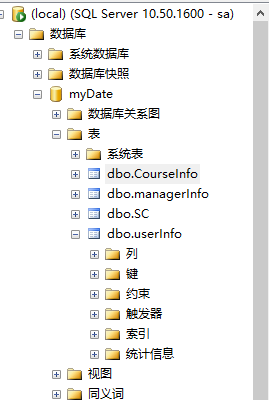 (local) (SQL Server 10.50.1600 - sa)
数据库
系统数据库
数据库快照
myDate
数据库关系图
表
系统表
dbo.CourseInfo
dbo.managerInfo
dbo.SC
dbo.userInfo
列
键
约束
触发器
索引
统计信息
视图
同义词